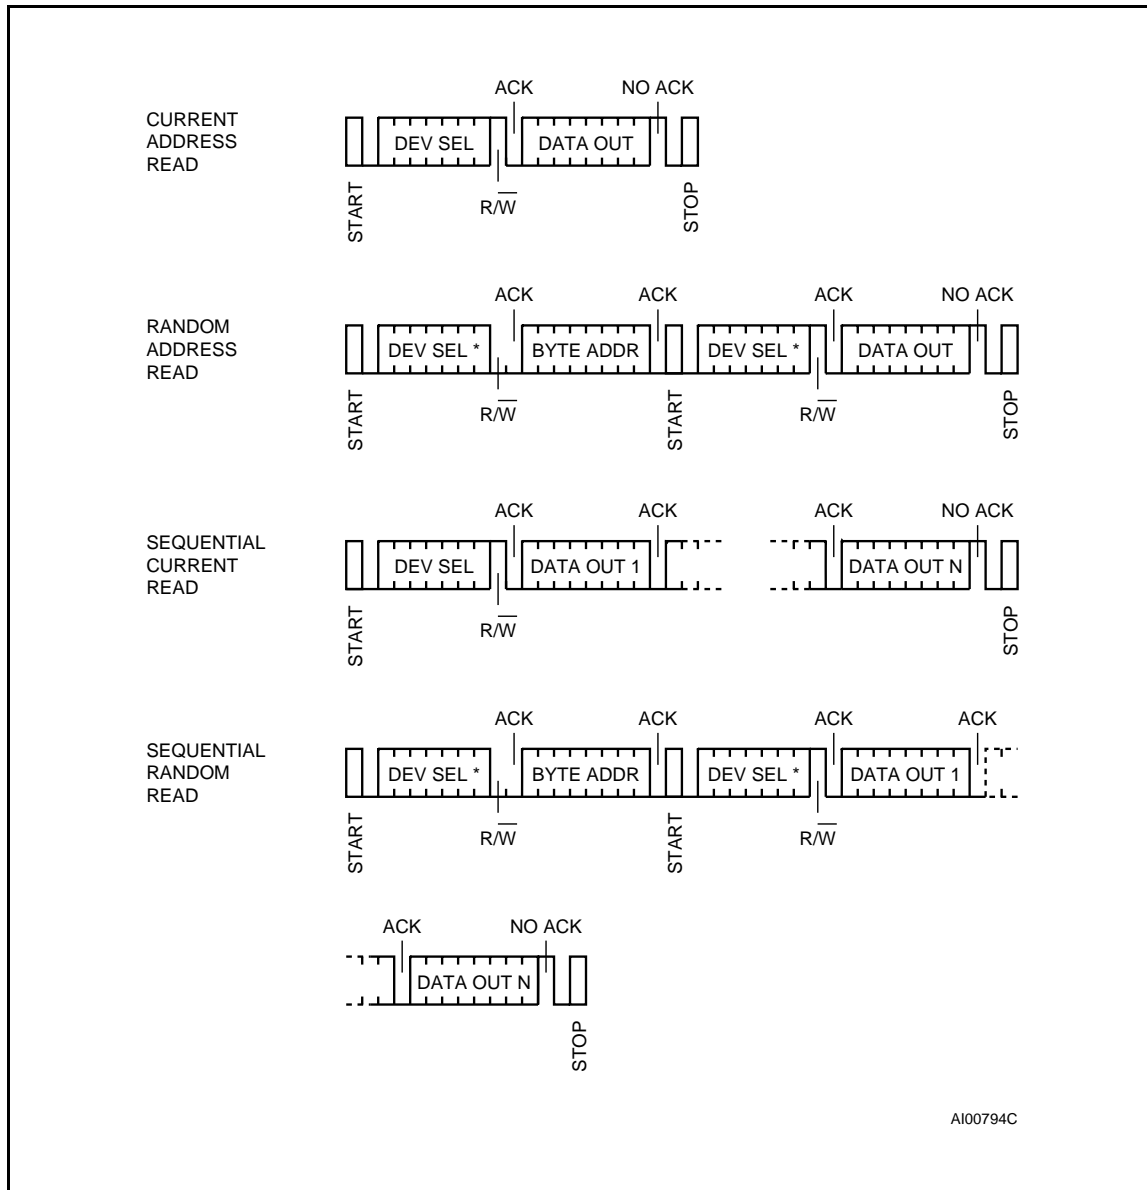 ACK NO ACK
CURRENT
ADDRESS
READ
DEV SEL DATA OUT
START R/W STOP
ACK ACK ACK NO ACK
RANDOM
ADDRESS
READ
DEV SEL * BYTE ADDR DEV SEL * DATA OUT
START R/W START R/W STOP
ACK ACK ACK NO ACK
SEQUENTIAL
CURRENT
READ
DEV SEL DATA OUT 1 DATA OUT N
START R/W STOP
ACK ACK ACK ACK
SEQUENTIAL
RANDOM
READ
DEV SEL * BYTE ADDR DEV SEL * DATA OUT 1
START R/W START R/W
ACK NO ACK
DATA OUT N
STOP
AI00794C